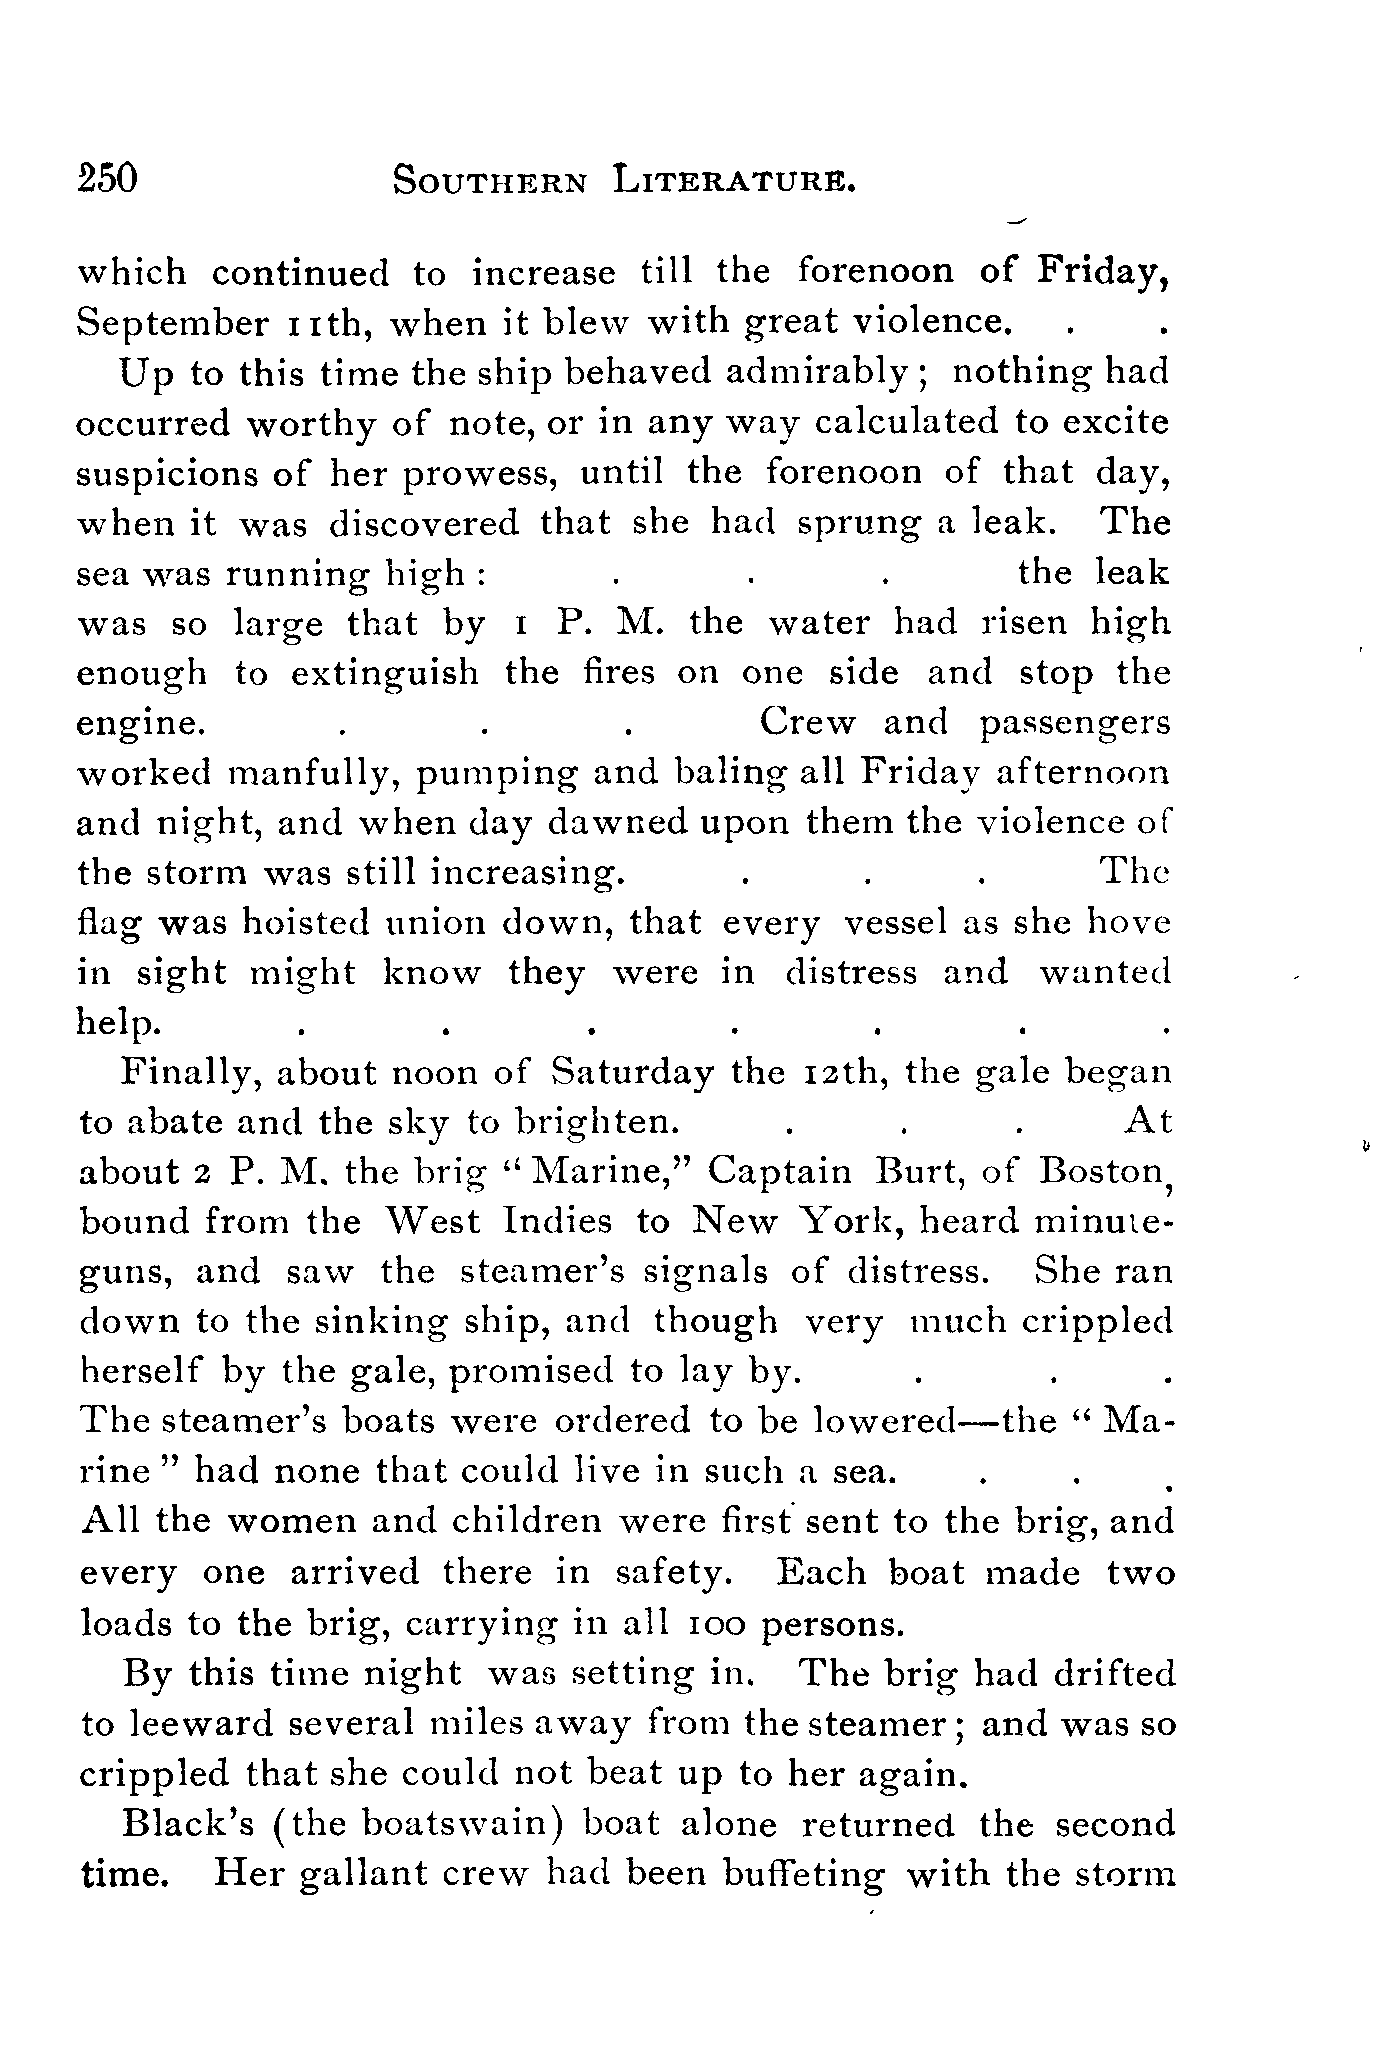 250 SOUTHERN LITERATURE.
which continued to increase till the forenoon of Friday,
September 11th, when it blew with great violence. . .
Up to this time the ship behaved admirably; nothing had
occurred worthy of note, or in any way calculated to excite
suspicions of her prowess, until the forenoon of that day,
when it was discovered that she had sprung a leak. The
sea was running high : . . . the leak
was so large that by 1 P. M. the water had risen high
enough to extinguish the fires on one side and stop the
engine. . . . Crew and passengers
worked manfully, pumping and baling all Friday afternoon
and night, and when day dawned upon them the violence of
the storm was still increasing. . . . The
flag was hoisted union down, that every vessel as she hove
in sight might know they were in distress and wanted
help. . . . . . . .
Finally, about noon of Saturday the 12th, the gale began
to abate and the sky to brighten. . . . At
about 2 P. M. the brig “Marine,” Captain Burt, of Boston,
bound from the West Indies to New York, heard minute-
guns, and saw the steamer’s signals of distress. She ran
down to the sinking ship, and though very much crippled
herself by the gale, promised to lay by. . . .
The steamer’s boats were ordered to be lowered—the “Ma-
rine” had none that could live in such a sea. . . .
All the women and children were first sent to the brig, and
every one arrived there in safety. Each boat made two
loads to the brig, carrying in all 100 persons.
By this time night was setting in. The brig had drifted
to leeward several miles away from the steamer; and was so
crippled that she could not beat up to her again.
Black’s (the boatswain) boat alone returned the second
time. Her gallant crew had been buffeting with the storm